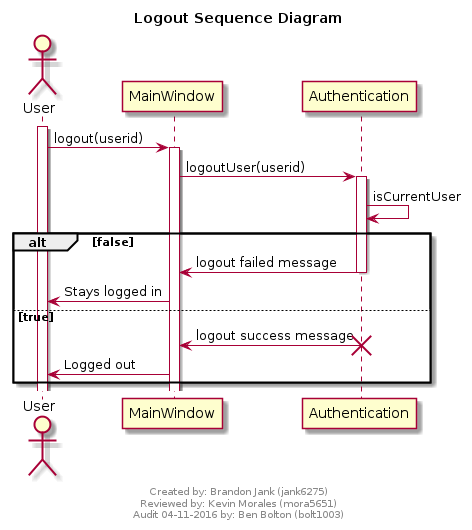 Logout Sequence Diagram
User
MainWindow
Authentication
logout(userid)
logoutUser(userid)
isCurrentUser
alt
[false]
logout failed message
Stays logged in
[true]
logout success message
Logged out
User
MainWindow
Authentication
Created by: Brandon Jank (jank6275)
Reviewed by: Kevin Morales (mora5651)
Audit 04-11-2016 by: Ben Bolton (bolt1003)